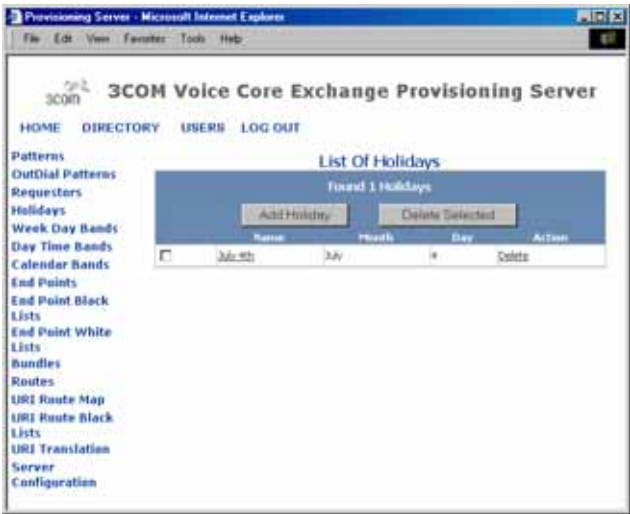 Provisioning Server - Microsoft Internet Explorer
File Edit View Favorites Tools Help
3com
3COM Voice Core Exchange Provisioning Server
HOME DIRECTORY USERS LOG OUT
Patterns
OutDial Patterns
Requestors
Holidays
Week Day Bands
Day Time Bands
Calendar Bands
End Points
End Point Black
Lists
End Point White
Lists
Bundles
Routes
URI Route Map
URI Route Black
Lists
URI Translation
Server
Configuration
List Of Holidays
Found 1 Holidays
Add Holiday Delete Selected
Name Month Day Action
July 4th July 4 Delete